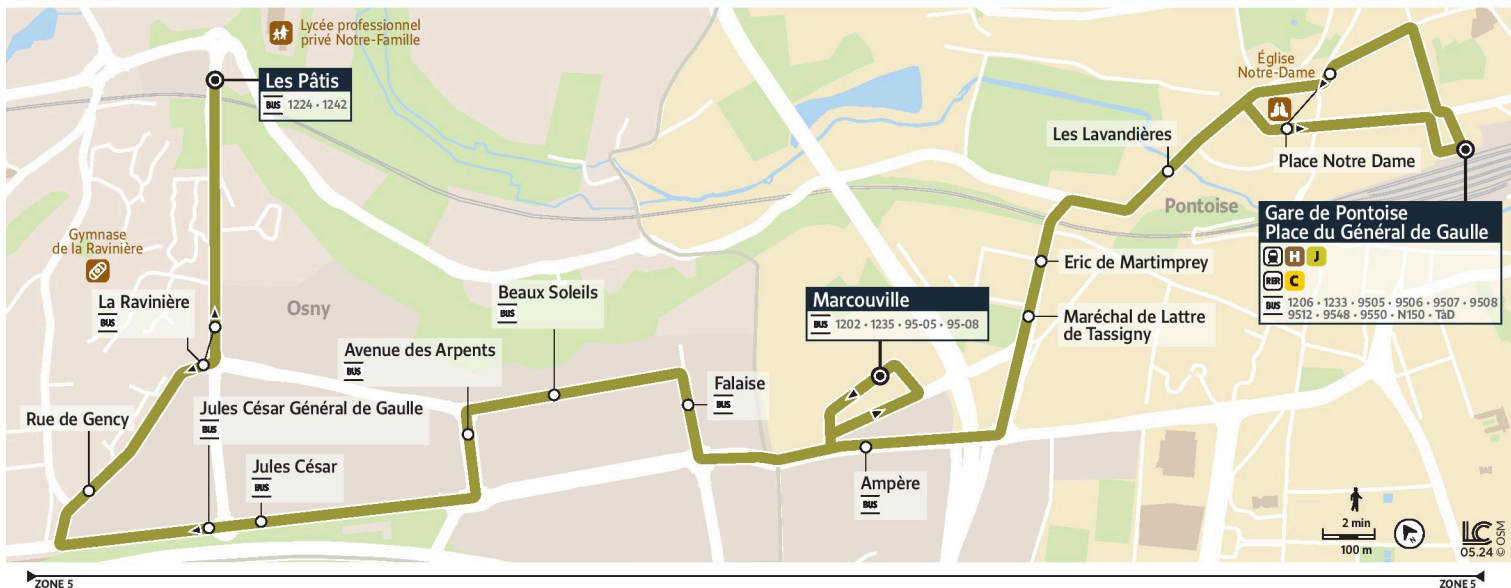 Lycée professionnel
privé Notre-Famille
Les Pâtis
BUS 1224 • 1242
Gymnase
de la Ravinière
La Ravinière
BUS
Osny
Rue de Gency
Jules César Général de Gaulle
BUS
Jules César
BUS
Avenue des Arpents
BUS
Beaux Soleils
BUS
Falaise
BUS
Marcouville
BUS 1202 • 1235 • 95-05 • 95-08
Ampère
BUS
Maréchal de Lattre
de Tassigny
Eric de Martimprey
Les Lavandières
Pontoise
Église
Notre-Dame
Place Notre Dame
Gare de Pontoise
Place du Général de Gaulle
H J
RER C
BUS 1206 • 1233 • 9505 • 9506 • 9507 • 9508
9512 • 9548 • 9550 • N150 • TàD
2 min
100 m
N
LC
05.24 © OSM
ZONE 5
ZONE 5